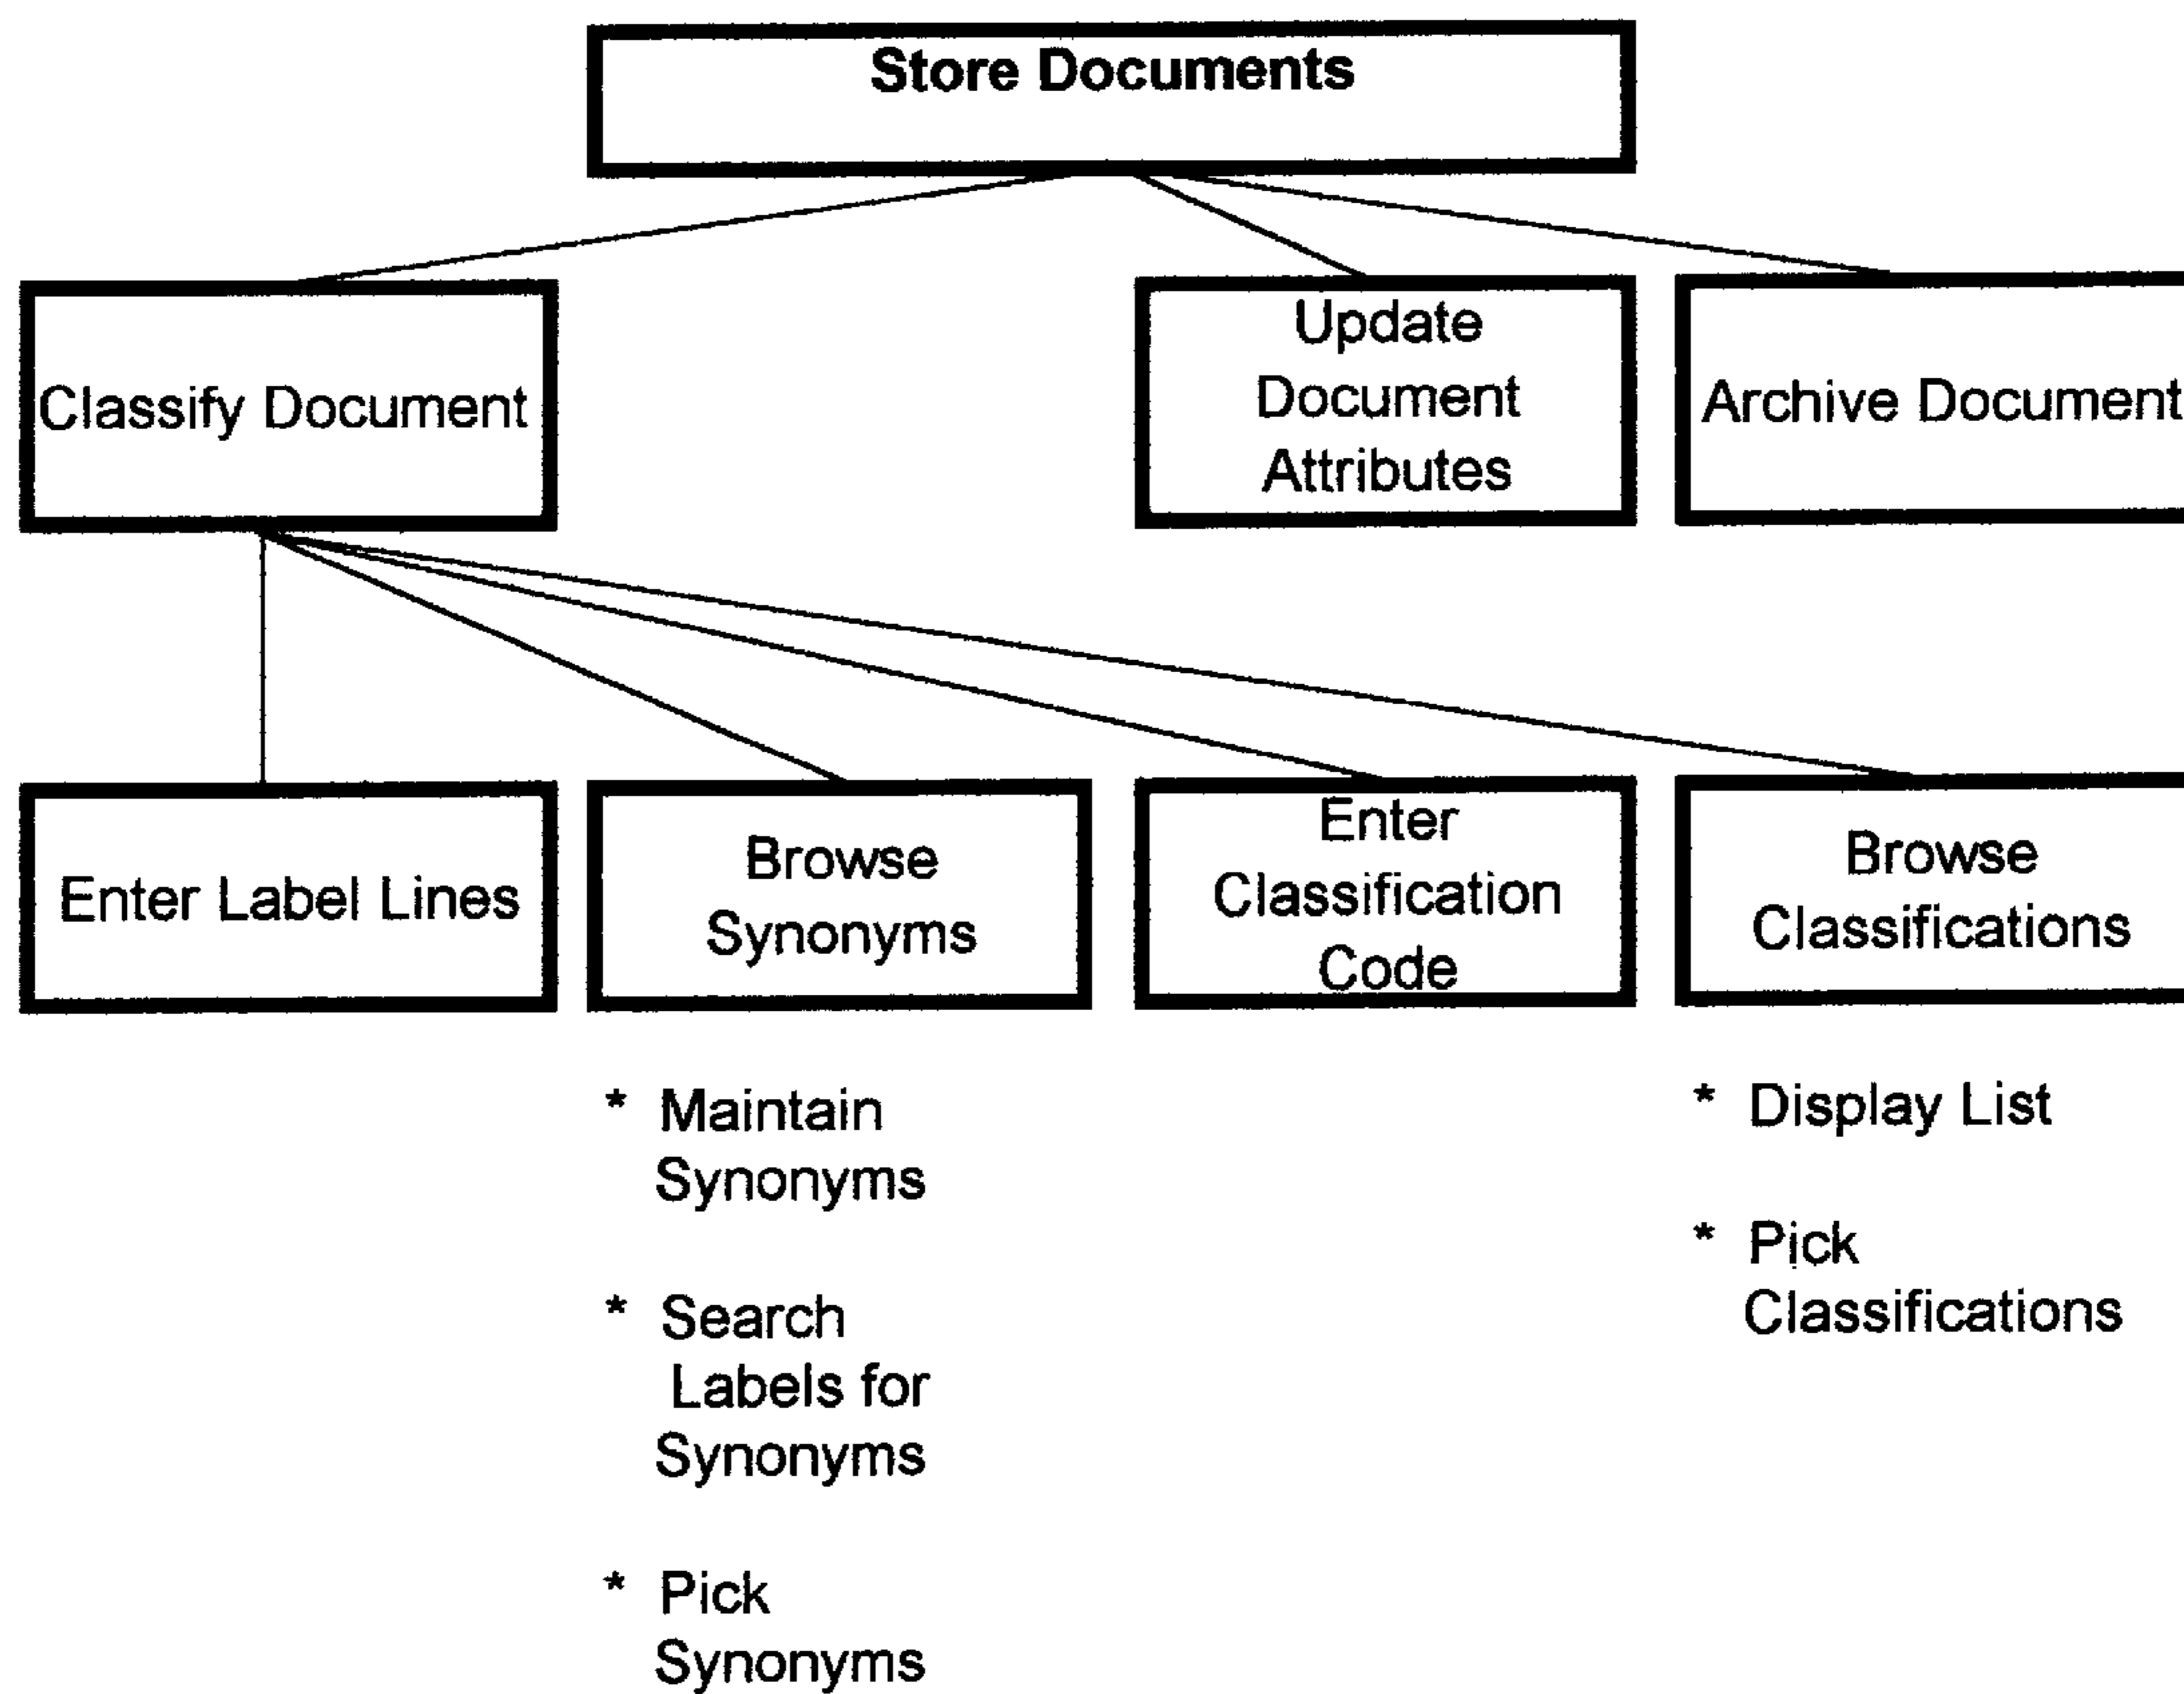 Store Documents
Classify Document
Update
Document
Attributes
Archive Document
Enter Label Lines
Browse
Synonyms
Enter
Classification
Code
Browse
Classifications
* Maintain
Synonyms
* Search
Labels for
Synonyms
* Pick
Synonyms
* Display List
* Pick
Classifications